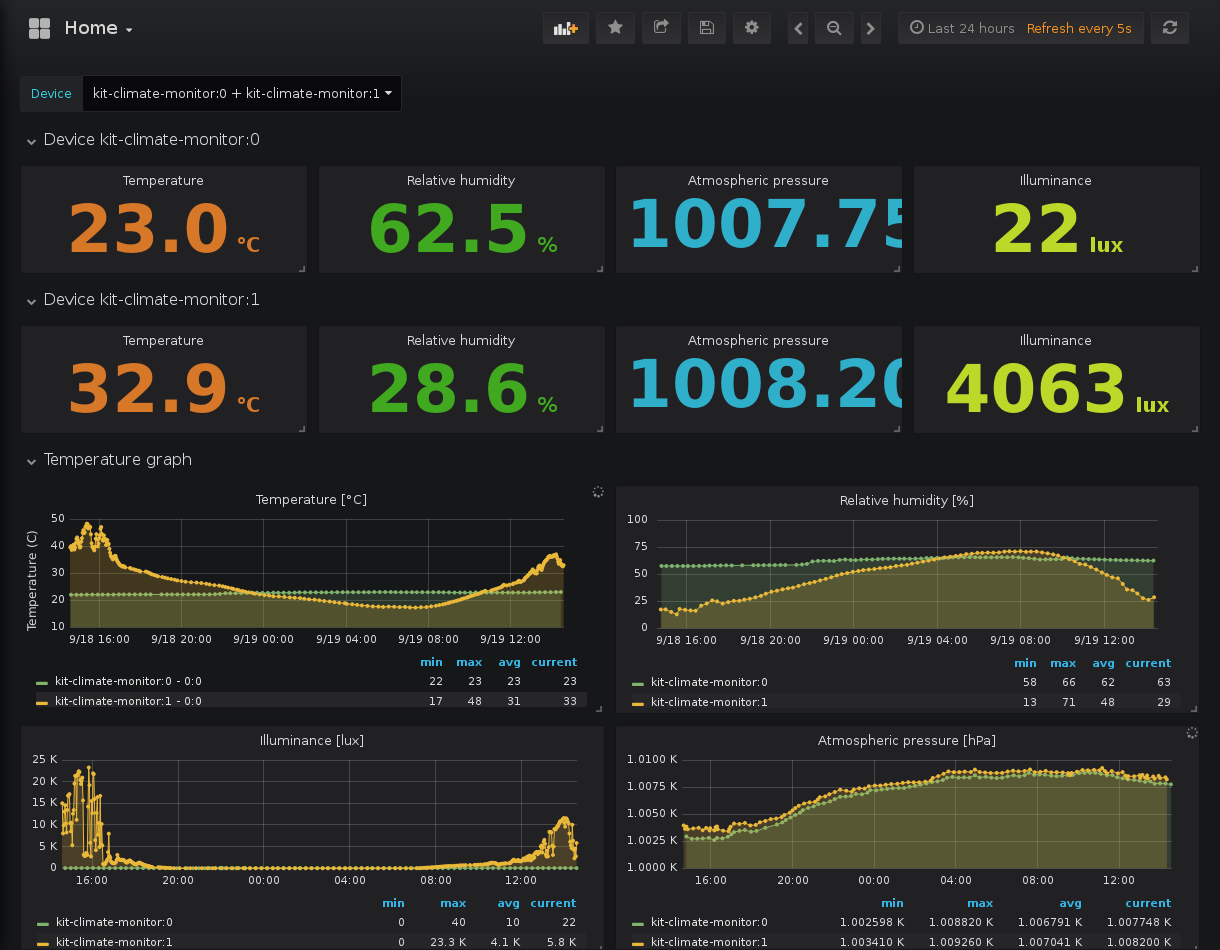 Home
Last 24 hours Refresh every 5s
Device kit-climate-monitor:0 + kit-climate-monitor:1
Device kit-climate-monitor:0
Temperature Relative humidity Atmospheric pressure Illuminance
23.0 °C 62.5 % 1007.75 22 lux
Device kit-climate-monitor:1
Temperature Relative humidity Atmospheric pressure Illuminance
32.9 °C 28.6 % 1008.20 4063 lux
Temperature graph
Temperature [°C]
Temperature (C)
50
40
30
20
10
9/18 16:00 9/18 20:00 9/19 00:00 9/19 04:00 9/19 08:00 9/19 12:00
min max avg current
kit-climate-monitor:0 - 0:0 22 23 23 23
kit-climate-monitor:1 - 0:0 17 48 31 33
Relative humidity [%]
100
75
50
25
0
9/18 16:00 9/18 20:00 9/19 00:00 9/19 04:00 9/19 08:00 9/19 12:00
min max avg current
kit-climate-monitor:0 58 66 62 63
kit-climate-monitor:1 13 71 48 29
Illuminance [lux]
25 K
20 K
15 K
10 K
5 K
0
16:00 20:00 00:00 04:00 08:00 12:00
min max avg current
kit-climate-monitor:0 0 40 10 22
kit-climate-monitor:1 0 23.3 K 4.1 K 5.8 K
Atmospheric pressure [hPa]
1.0100 K
1.0075 K
1.0050 K
1.0025 K
1.0000 K
16:00 20:00 00:00 04:00 08:00 12:00
min max avg current
kit-climate-monitor:0 1.002598 K 1.008820 K 1.006791 K 1.007748 K
kit-climate-monitor:1 1.003410 K 1.009260 K 1.007041 K 1.008200 K